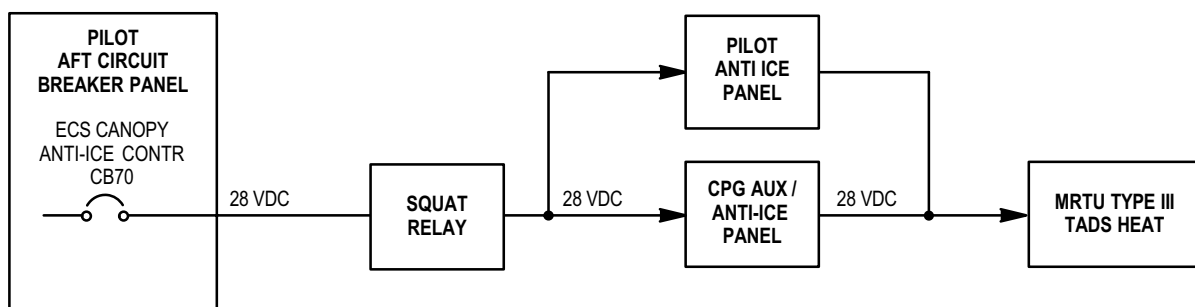 PILOT
AFT CIRCUIT
BREAKER PANEL
ECS CANOPY
ANTI-ICE CONTR
CB70
28 VDC
SQUAT
RELAY
28 VDC
PILOT
ANTI ICE
PANEL
CPG AUX /
ANTI-ICE
PANEL
28 VDC
MRTU TYPE III
TADS HEAT